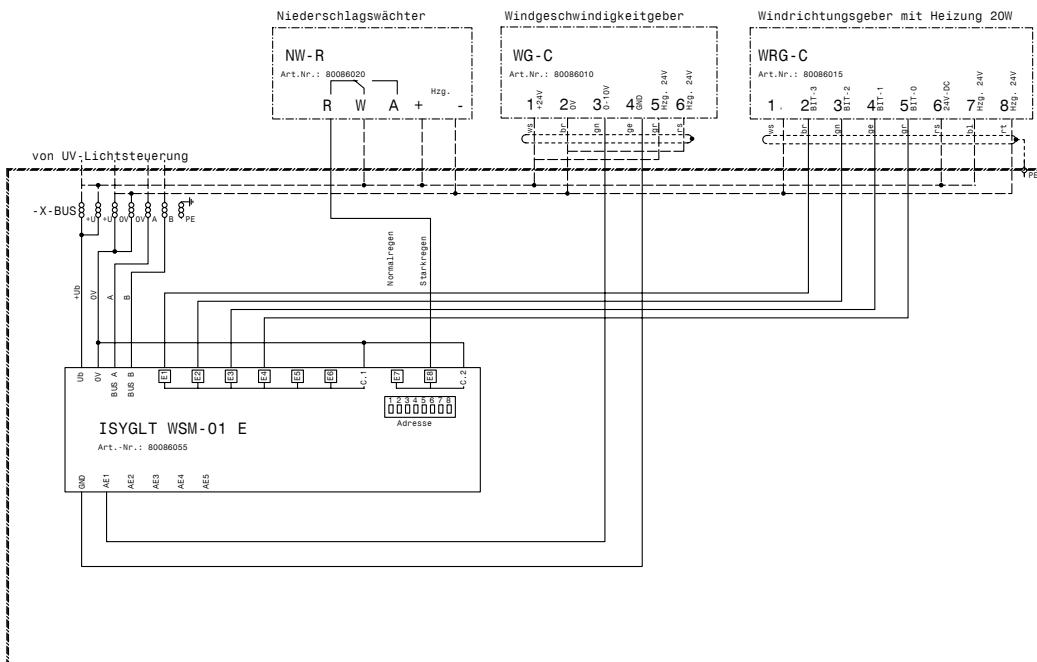 Niederschlagswächter
Windgeschwindigkeitgeber
Windrichtungsgeber mit Heizung 20W
NW-R
Art.Nr.: 80086020
Hzg.
R W A + -
WG-C
Art.Nr.: 80086010
1 +24V
2 0V
3 0-10V
4 GND
5 Hzg. 24V
6 Hzg. 24V
ws br gn ge gr rs
WRG-C
Art.Nr.: 80086015
1 .
2 BIT-3
3 BIT-2
4 BIT-1
5 BIT-0
6 24V-DC
7 Hzg. 24V
8 Hzg. 24V
ws br gn ge gr rs bl rt
PE
von UV-Lichtsteuerung
-X-BUS
+U +U 0V 0V A B PE
+Ub 0V A B
Normalregen
Starkregen
Ub 0V BUS A BUS B E1 E2 E3 E4 E5 E6 C.1 E7 E8 C.2
1 2 3 4 5 6 7 8
Adresse
ISYGLT WSM-01 E
Art.-Nr.: 80086055
GND AE1 AE2 AE3 AE4 AE5